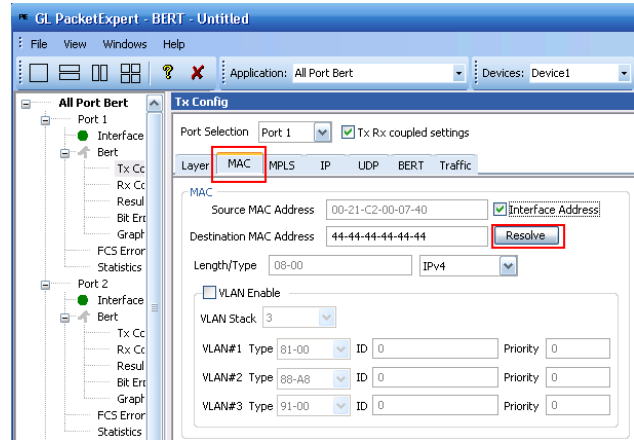 GL PacketExpert - BERT - Untitled
File View Windows Help
Application: All Port Bert Devices: Device1
All Port Bert
Port 1
Interface
Bert
Tx Co
Rx Co
Resul
Bit Err
Graph
FCS Error
Statistics
Port 2
Interface
Bert
Tx Co
Rx Co
Resul
Bit Err
Graph
FCS Error
Statistics
Tx Config
Port Selection Port 1 Tx Rx coupled settings
Layer MAC MPLS IP UDP BERT Traffic
MAC
Source MAC Address 00-21-C2-00-07-40 Interface Address
Destination MAC Address 44-44-44-44-44-44 Resolve
Length/Type 08-00 IPv4
VLAN Enable
VLAN Stack 3
VLAN#1 Type 81-00 ID 0 Priority 0
VLAN#2 Type 88-A8 ID 0 Priority 0
VLAN#3 Type 91-00 ID 0 Priority 0